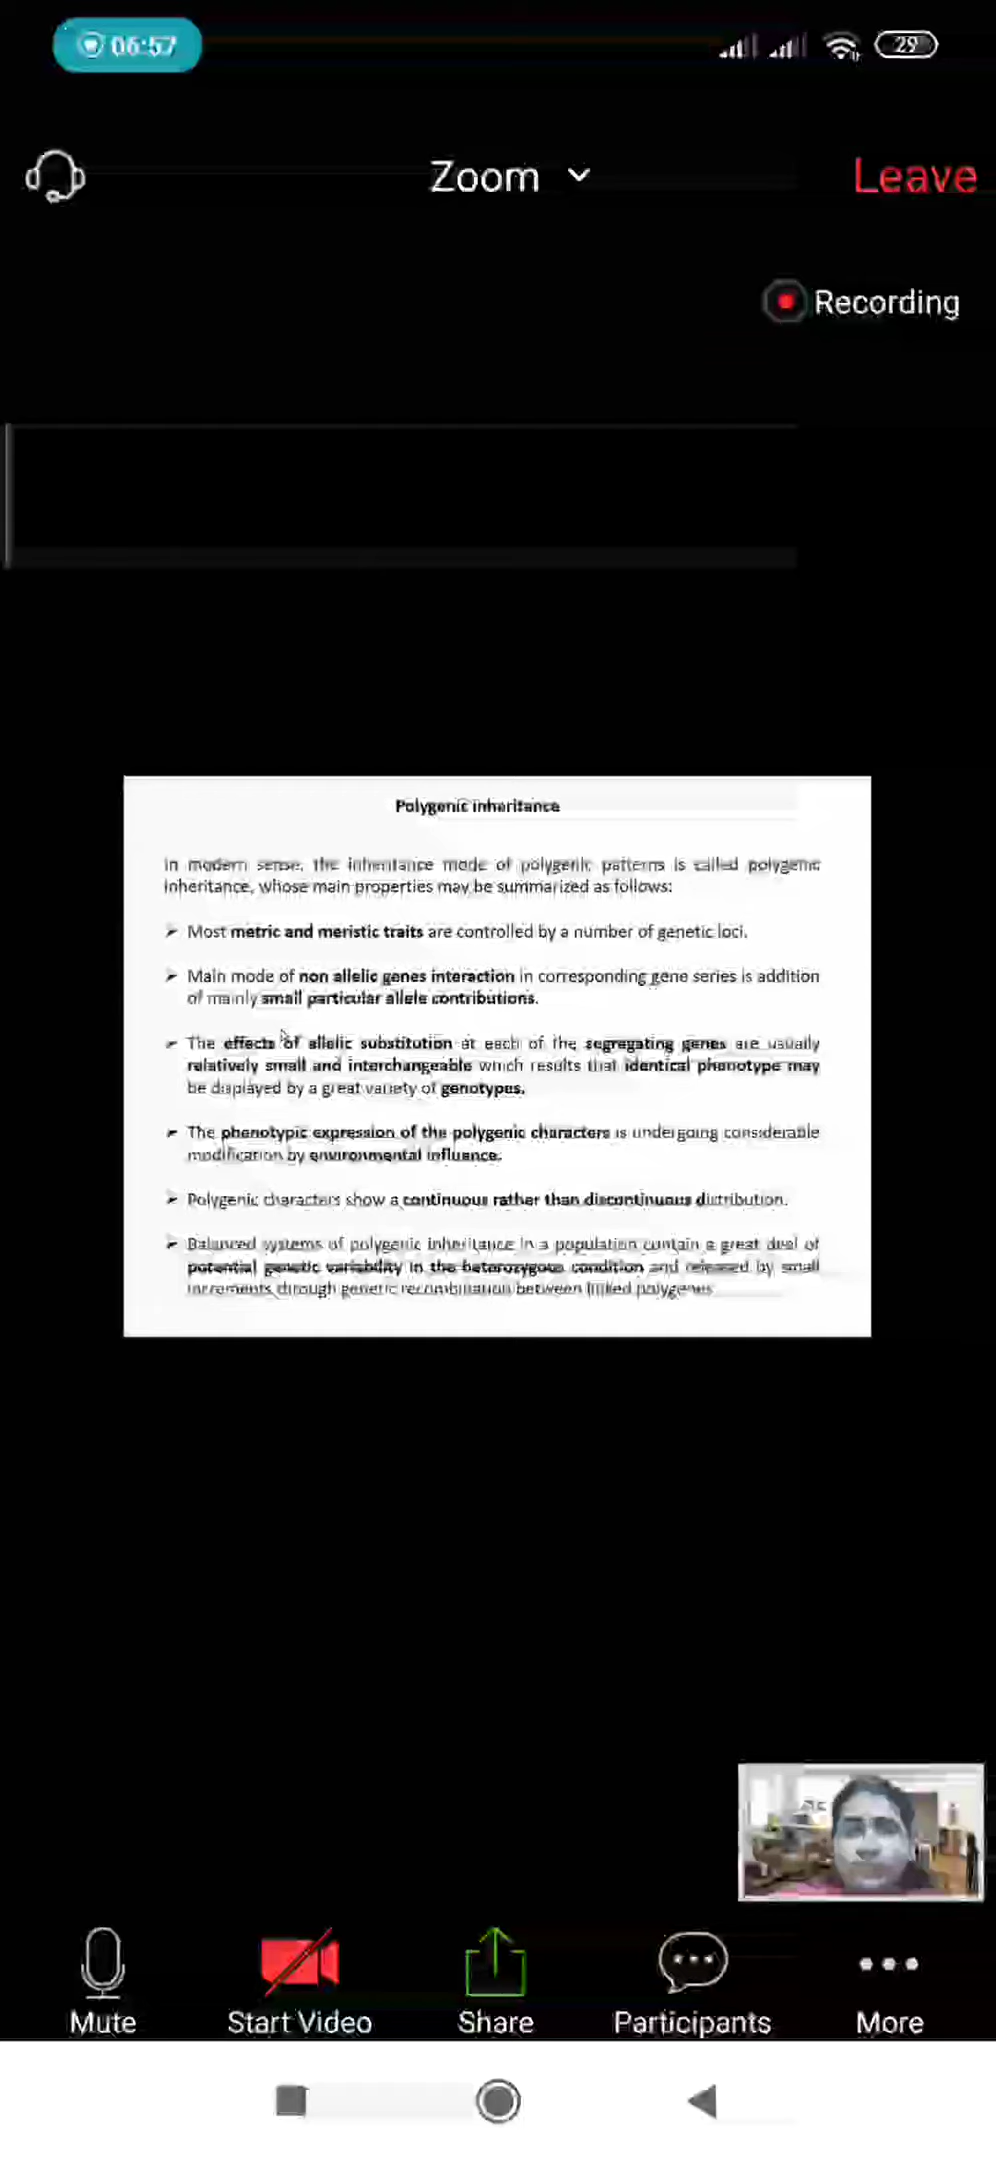 06:57
29
Zoom
Leave
Recording
Polygenic inheritance
In modern sense, the inheritance mode of polygenic patterns is called polygenic
inheritance, whose main properties may be summarized as follows:
➢ Most metric and meristic traits are controlled by a number of genetic loci.
➢ Main mode of non allelic genes interaction in corresponding gene series is addition
of mainly small particular allele contributions.
➢ The effects of allelic substitution at each of the segregating genes are usually
relatively small and interchangeable which results that identical phenotype may
be displayed by a great variety of genotypes.
➢ The phenotypic expression of the polygenic characters is undergoing considerable
modification by environmental influence.
➢ Polygenic characters show a continuous rather than discontinuous distribution.
➢ Balanced systems of polygenic inheritance in a population contain a great deal of
potential genetic variability in the heterozygous condition and released by small
increments through genetic recombination between linked polygenes
Mute
Start Video
Share
Participants
More